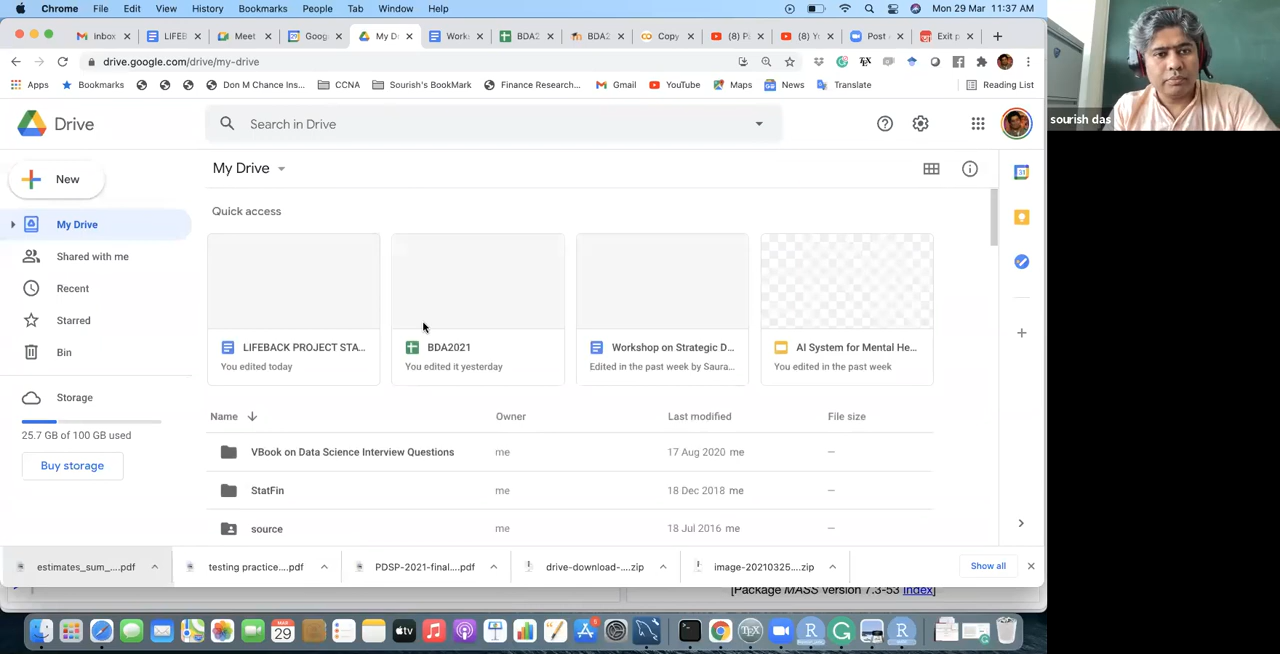 Chrome File Edit View History Bookmarks People Tab Window Help Mon 29 Mar 11:37 AM
inbox LIFEB Meet Goog My D Work BDA2 BDA2 Copy (8) Pi (8) Y Post Exit p
drive.google.com/drive/my-drive
Apps Bookmarks Don M Chance Ins... CCNA Sourish's BookMark Finance Research... Gmail YouTube Maps News Translate Reading List
sourish das
Drive
Search in Drive
New
My Drive
Quick access
My Drive
Shared with me
Recent
Starred
Bin
Storage
25.7 GB of 100 GB used
Buy storage
LIFEBACK PROJECT STA...
You edited today
BDA2021
You edited it yesterday
Workshop on Strategic D...
Edited in the past week by Saura...
AI System for Mental He...
You edited in the past week
Name Owner Last modified File size
VBook on Data Science Interview Questions me 17 Aug 2020 me –
StatFin me 18 Dec 2018 me –
source me 18 Jul 2016 me –
estimates_sum_....pdf testing practice....pdf PDSP-2021-final....pdf drive-download-....zip image-20210325....zip Show all
[Package MASS version 7.3-53 Index]